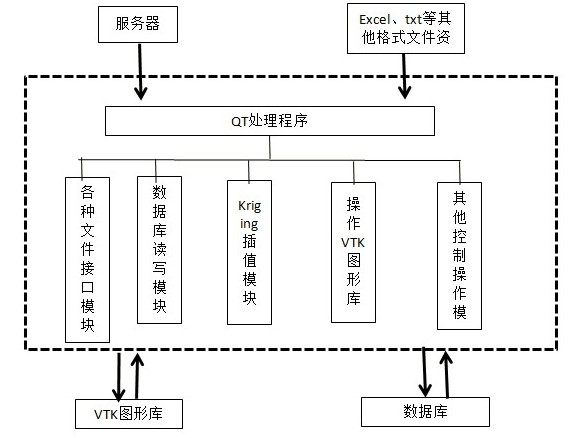 服务器
Excel、txt等其
他格式文件资
QT处理程序
各
种
文
件
接
口
模
块
数
据
库
读
写
模
块
Krig
ing
插
值
模
块
操
作
VTK
图
形
库
其
他
控
制
操
作
模
VTK图形库
数据库